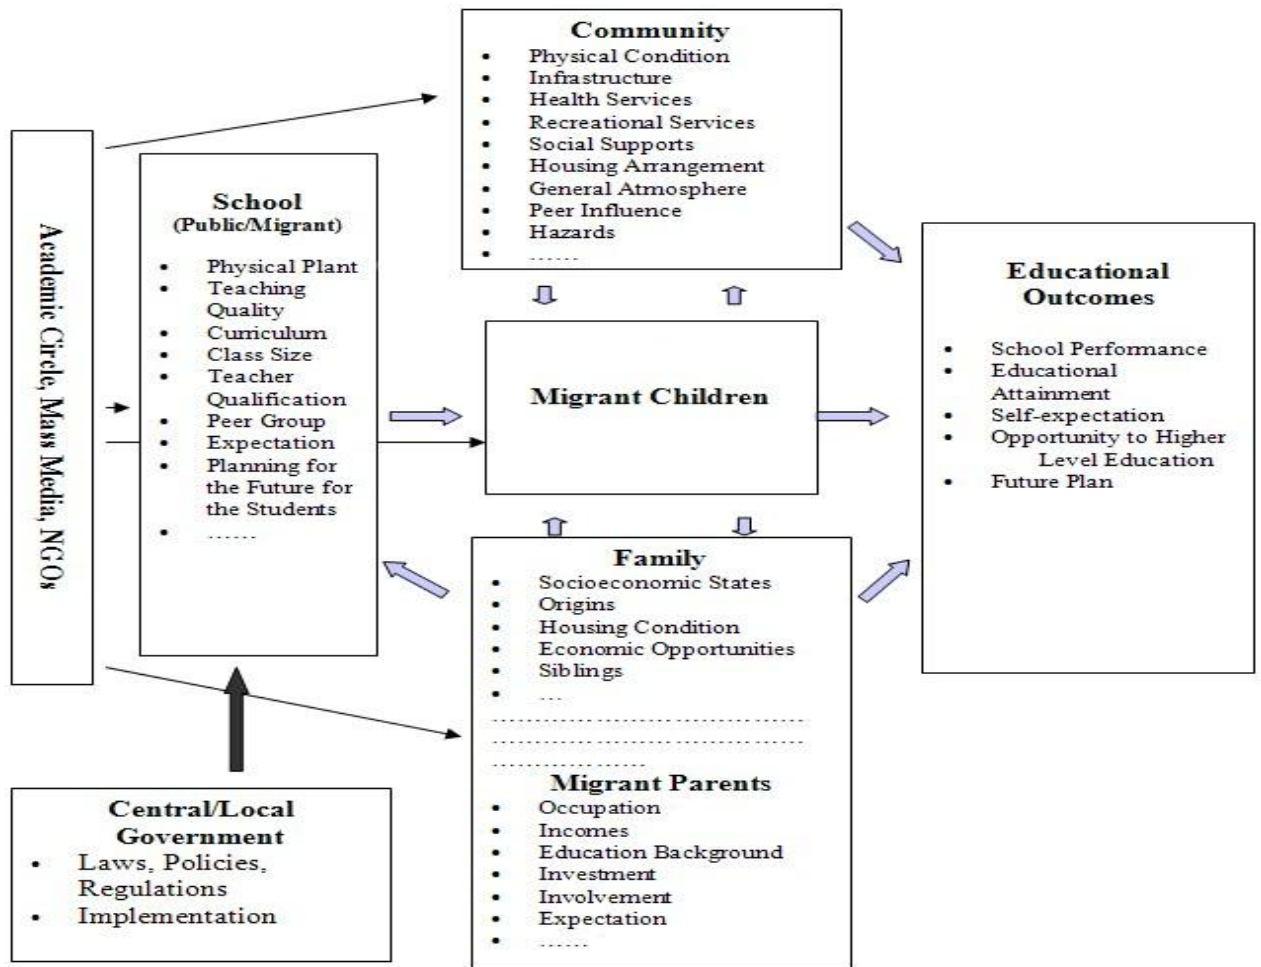 Academic Circle, Mass Media, NGOs
School
(Public/Migrant)
• Physical Plant
• Teaching
Quality
• Curriculum
• Class Size
• Teacher
Qualification
• Peer Group
• Expectation
• Planning for
the Future for
the Students
• ……
Central/Local
Government
• Laws, Policies,
Regulations
• Implementation
Community
• Physical Condition
• Infrastructure
• Health Services
• Recreational Services
• Social Supports
• Housing Arrangement
• General Atmosphere
• Peer Influence
• Hazards
• ……
Migrant Children
Family
• Socioeconomic States
• Origins
• Housing Condition
• Economic Opportunities
• Siblings
• …
Migrant Parents
• Occupation
• Incomes
• Education Background
• Investment
• Involvement
• Expectation
• ……
Educational
Outcomes
• School Performance
• Educational
Attainment
• Self-expectation
• Opportunity to Higher
Level Education
• Future Plan